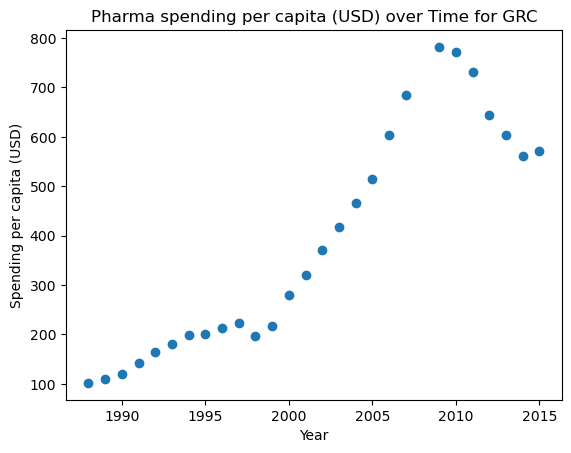 Pharma spending per capita (USD) over Time for GRC
Spending per capita (USD)
800
700
600
500
400
300
200
100
1990 1995 2000 2005 2010 2015
Year